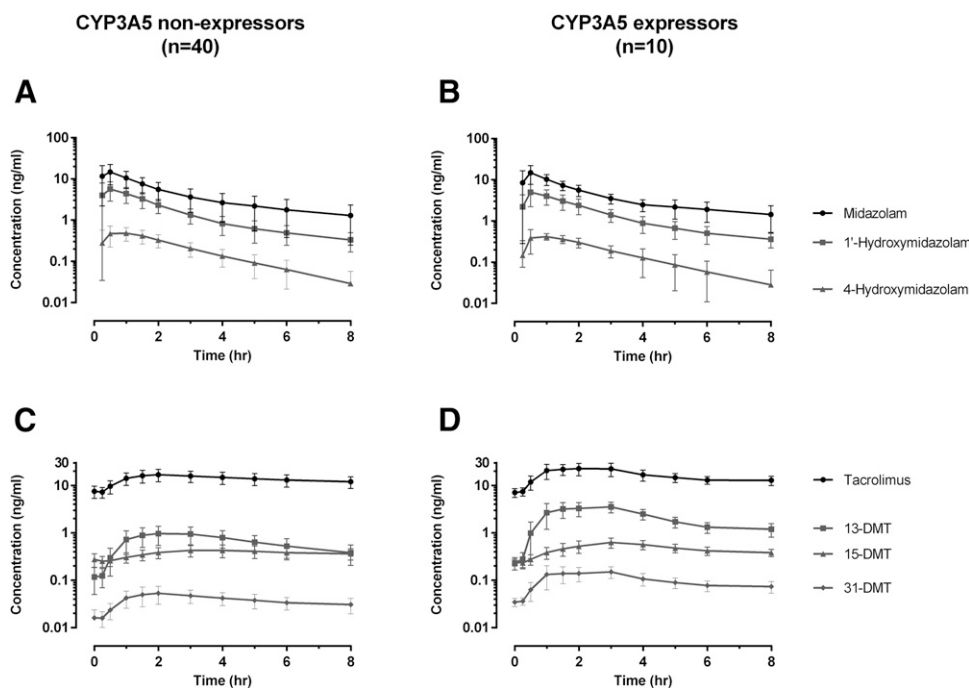 CYP3A5 non-expressors
(n=40)
CYP3A5 expressors
(n=10)
A
Concentration (ng/ml)
100
10
1
0.1
0.01
0
2
4
6
8
Time (hr)
B
Concentration (ng/ml)
100
10
1
0.1
0.01
0
2
4
6
8
Time (hr)
Midazolam
1'-Hydroxymidazolam
4-Hydroxymidazolam
C
Concentration (ng/ml)
30
10
1
0.1
0.01
0
2
4
6
8
Time (hr)
D
Concentration (ng/ml)
30
10
1
0.1
0.01
0
2
4
6
8
Time (hr)
Tacrolimus
13-DMT
15-DMT
31-DMT